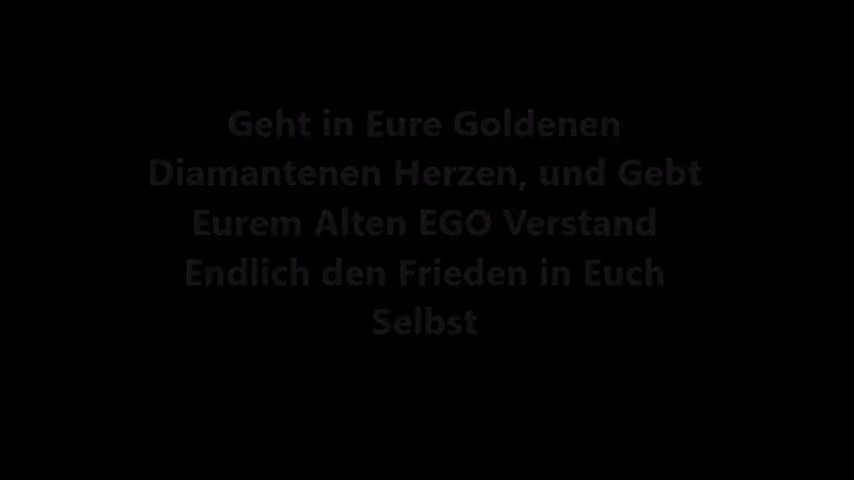 Geht in Eure Goldenen
Diamantenen Herzen, und Gebt
Eurem Alten EGO Verstand
Endlich den Frieden in Euch
Selbst